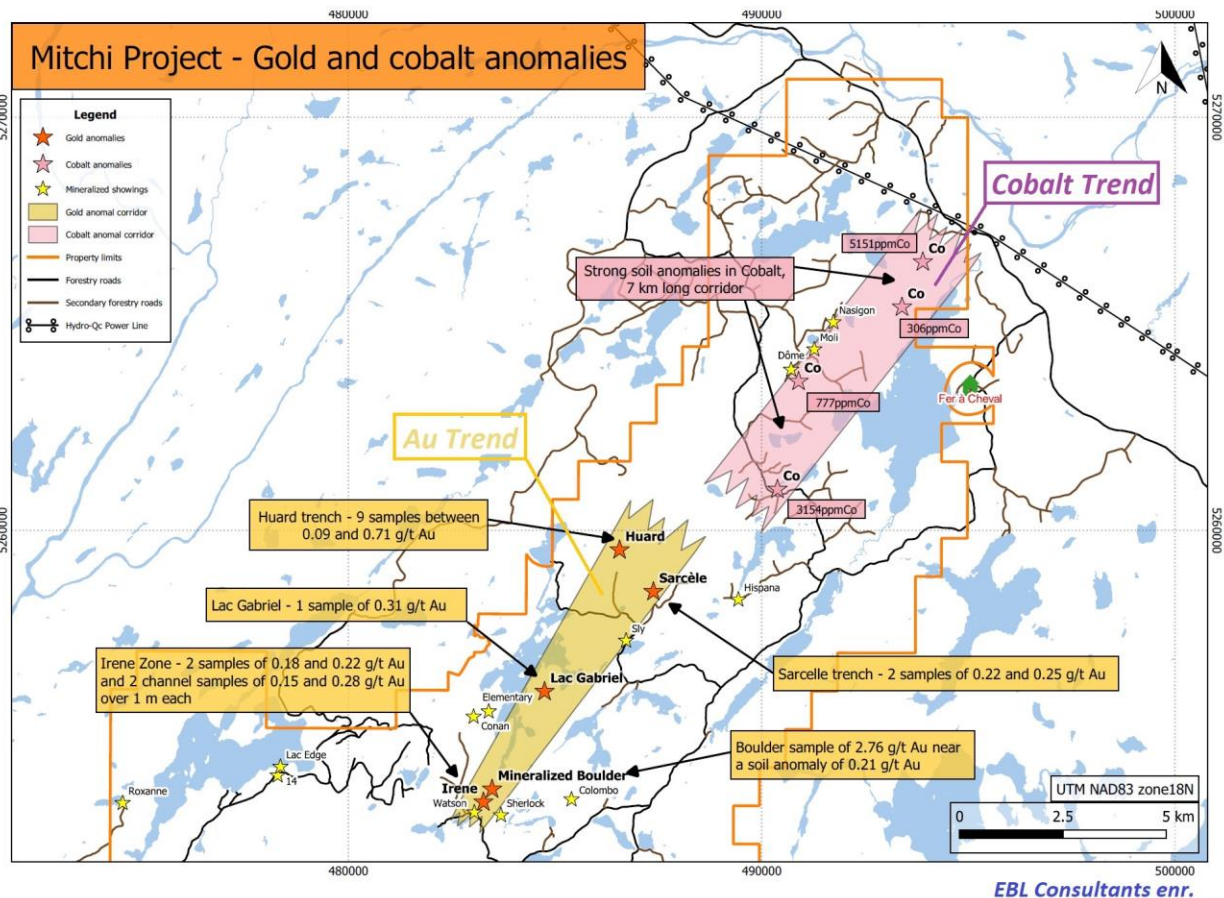 480000
490000
500000
Mitchi Project - Gold and cobalt anomalies
N
5270000
5270000
Legend
Gold anomalies
Cobalt anomalies
Mineralized showings
Gold anomal corridor
Cobalt anomal corridor
Property limits
Forestry roads
Secondary forestry roads
Hydro-Qc Power Line
Cobalt Trend
5151ppmCo
Co
Strong soil anomalies in Cobalt,
7 km long corridor
Co
306ppmCo
Nasigon
Moli
Dôme
Co
777ppmCo
Fer à Cheval
Au Trend
Co
3154ppmCo
5260000
5260000
Huard trench - 9 samples between
0.09 and 0.71 g/t Au
Huard
Sarcèle
Hispana
Lac Gabriel - 1 sample of 0.31 g/t Au
Sly
Irene Zone - 2 samples of 0.18 and 0.22 g/t Au
and 2 channel samples of 0.15 and 0.28 g/t Au
over 1 m each
Sarcelle trench - 2 samples of 0.22 and 0.25 g/t Au
Lac Gabriel
Elementary
Conan
Boulder sample of 2.76 g/t Au near
a soil anomaly of 0.21 g/t Au
Lac Edge
14
Mineralized Boulder
Irene
Colombo
Roxanne
Watson
Sherlock
UTM NAD83 zone18N
0 2.5 5 km
480000
490000
500000
EBL Consultants enr.